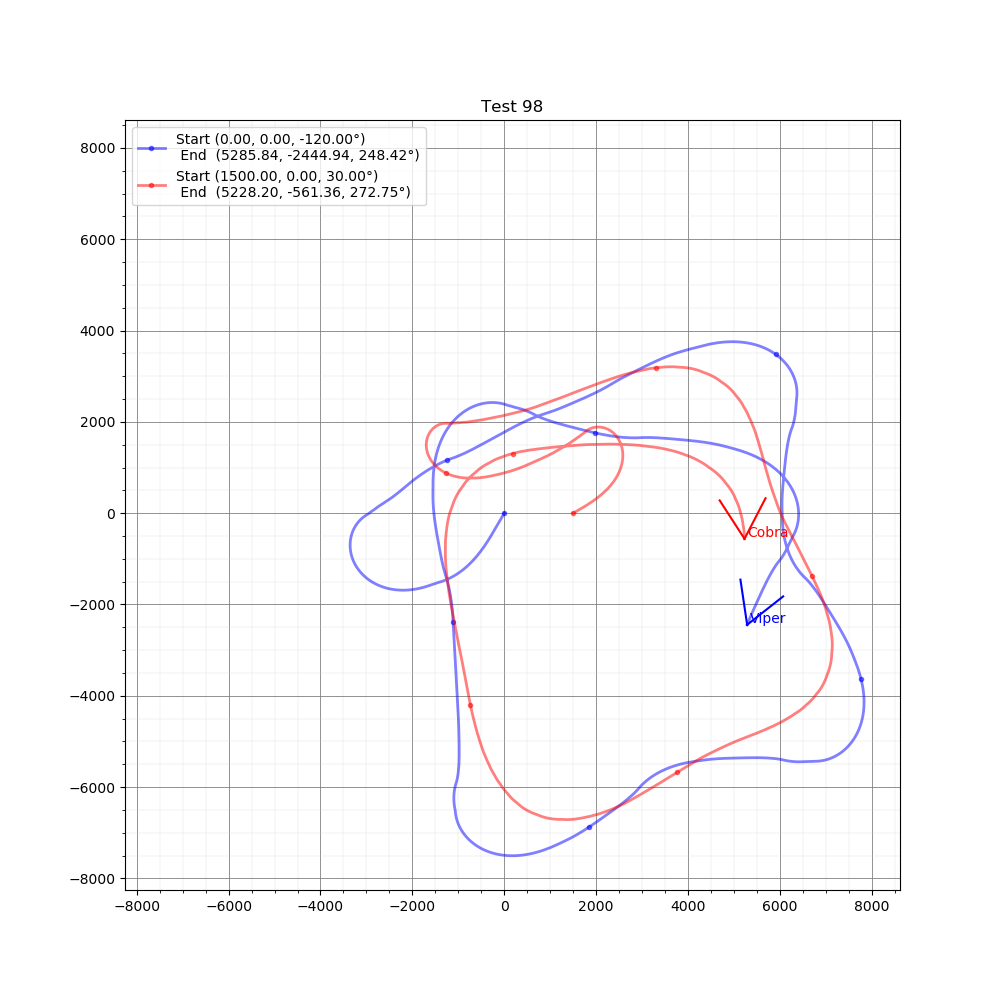 Test 98
Start (0.00, 0.00, -120.00°)
End (5285.84, -2444.94, 248.42°)
Start (1500.00, 0.00, 30.00°)
End (5228.20, -561.36, 272.75°)
8000
6000
4000
2000
0
−2000
−4000
−6000
−8000
Cobra
Viper
−8000 −6000 −4000 −2000 0 2000 4000 6000 8000